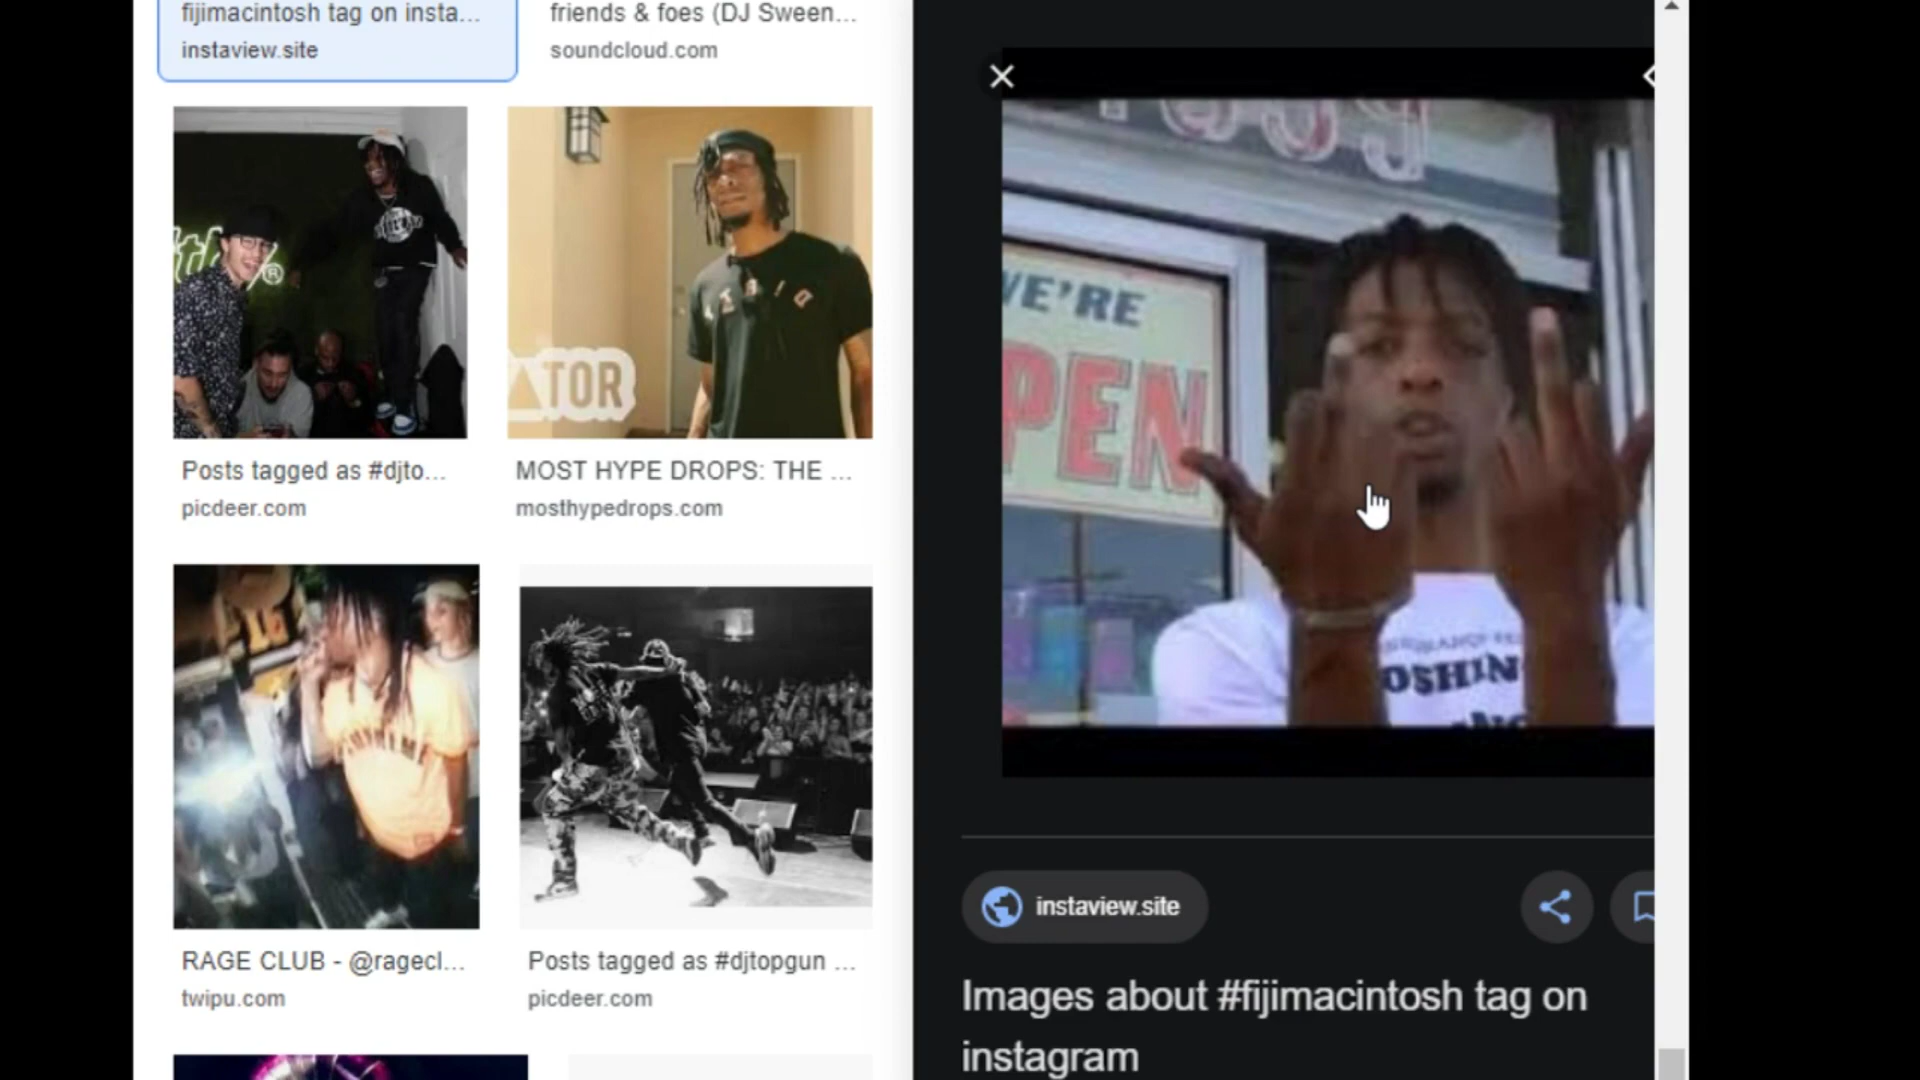 fijimacintosh tag on insta...
instaview.site
friends & foes (DJ Sween...
soundcloud.com
Posts tagged as #djto...
picdeer.com
TOR
MOST HYPE DROPS: THE ...
mosthypedrops.com
RAGE CLUB - @ragecl...
twipu.com
Posts tagged as #djtopgun ...
picdeer.com
WE'RE
PEN
OSHIN
instaview.site
Images about #fijimacintosh tag on
instagram